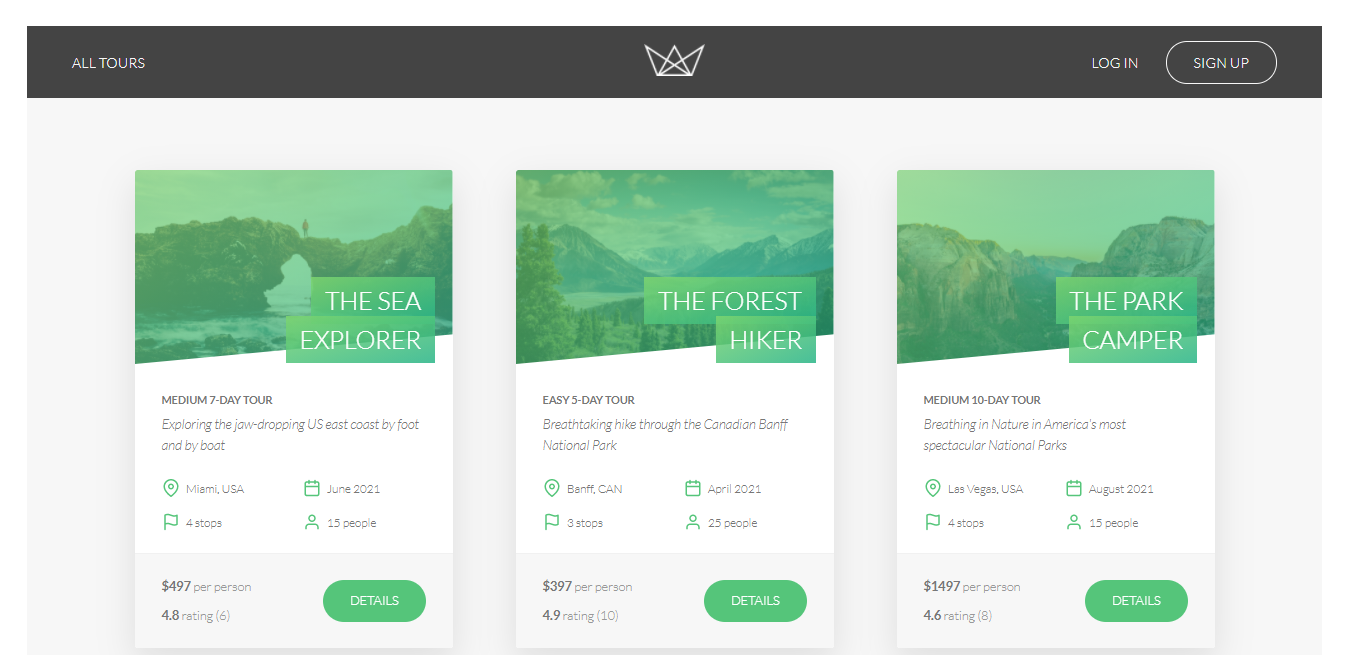 ALL TOURS
LOG IN
SIGN UP
THE SEA
EXPLORER
MEDIUM 7-DAY TOUR
Exploring the jaw-dropping US east coast by foot
and by boat
Miami, USA
June 2021
4 stops
15 people
$497 per person
4.8 rating (6)
DETAILS
THE FOREST
HIKER
EASY 5-DAY TOUR
Breathtaking hike through the Canadian Banff
National Park
Banff, CAN
April 2021
3 stops
25 people
$397 per person
4.9 rating (10)
DETAILS
THE PARK
CAMPER
MEDIUM 10-DAY TOUR
Breathing in Nature in America's most
spectacular National Parks
Las Vegas, USA
August 2021
4 stops
15 people
$1497 per person
4.6 rating (8)
DETAILS